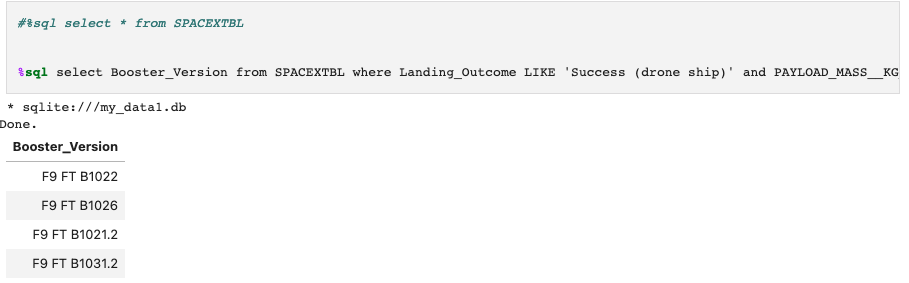 #%sql select * from SPACEXTBL
%sql select Booster_Version from SPACEXTBL where Landing_Outcome LIKE 'Success (drone ship)' and PAYLOAD_MASS__KG_
* sqlite:///my_data1.db
Done.
Booster_Version
F9 FT B1022
F9 FT B1026
F9 FT B1021.2
F9 FT B1031.2